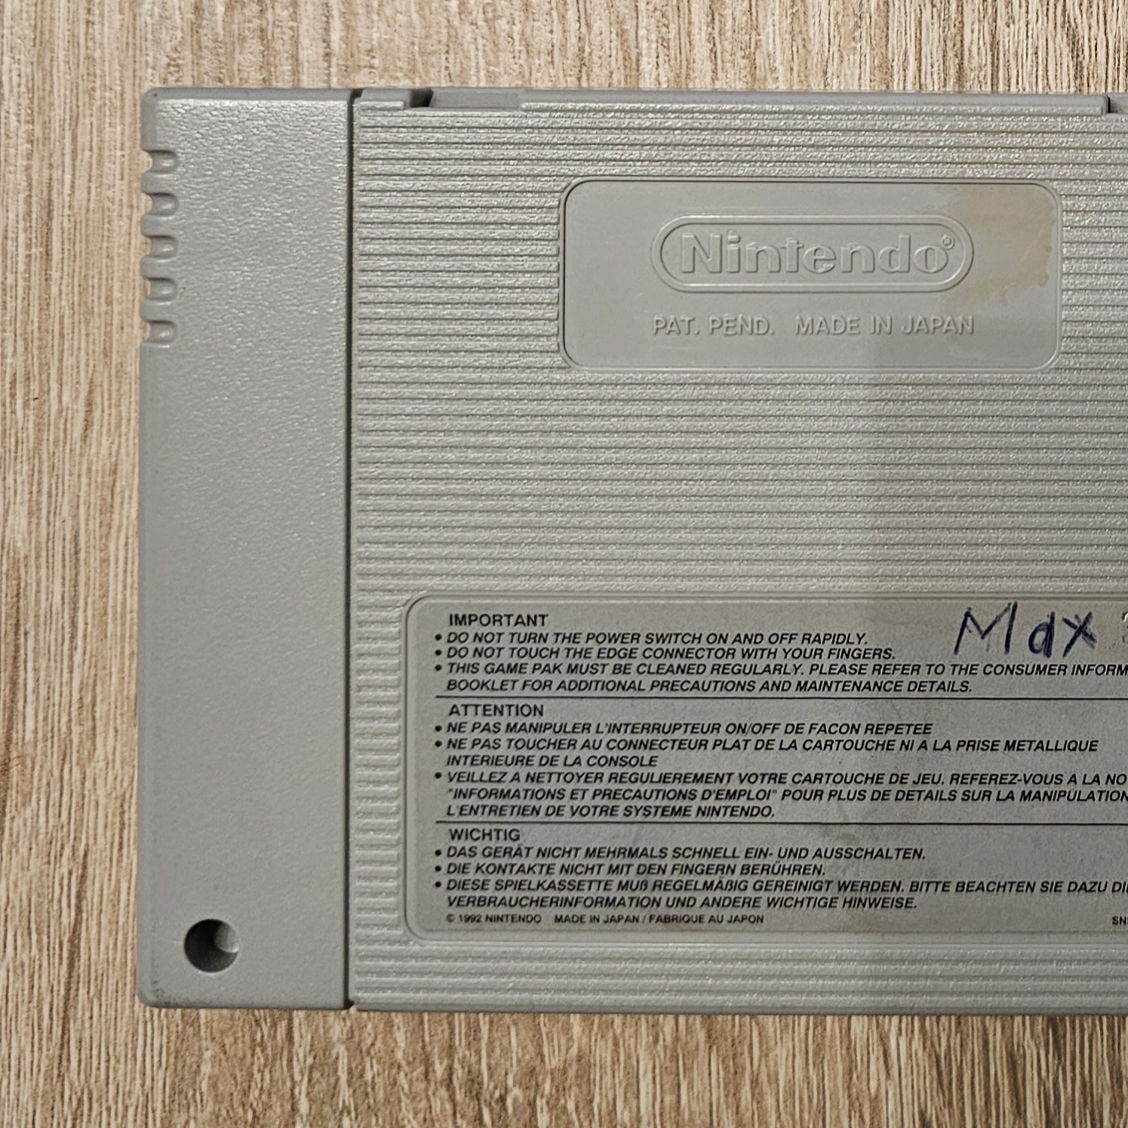 Nintendo®
PAT. PEND. MADE IN JAPAN
Max
IMPORTANT
• DO NOT TURN THE POWER SWITCH ON AND OFF RAPIDLY.
• DO NOT TOUCH THE EDGE CONNECTOR WITH YOUR FINGERS.
• THIS GAME PAK MUST BE CLEANED REGULARLY. PLEASE REFER TO THE CONSUMER INFORM
BOOKLET FOR ADDITIONAL PRECAUTIONS AND MAINTENANCE DETAILS.
ATTENTION
• NE PAS MANIPULER L'INTERRUPTEUR ON/OFF DE FACON REPETEE
• NE PAS TOUCHER AU CONNECTEUR PLAT DE LA CARTOUCHE NI A LA PRISE METALLIQUE
INTERIEURE DE LA CONSOLE
• VEILLEZ A NETTOYER REGULIEREMENT VOTRE CARTOUCHE DE JEU. REFEREZ-VOUS A LA NO
"INFORMATIONS ET PRECAUTIONS D'EMPLOI" POUR PLUS DE DETAILS SUR LA MANIPULATION
L'ENTRETIEN DE VOTRE SYSTEME NINTENDO.
WICHTIG
• DAS GERÄT NICHT MEHRMALS SCHNELL EIN- UND AUSSCHALTEN.
• DIE KONTAKTE NICHT MIT DEN FINGERN BERÜHREN.
• DIESE SPIELKASSETTE MUß REGELMÄßIG GEREINIGT WERDEN. BITTE BEACHTEN SIE DAZU DIE
VERBRAUCHERINFORMATION UND ANDERE WICHTIGE HINWEISE.
© 1992 NINTENDO MADE IN JAPAN / FABRIQUE AU JAPON SN